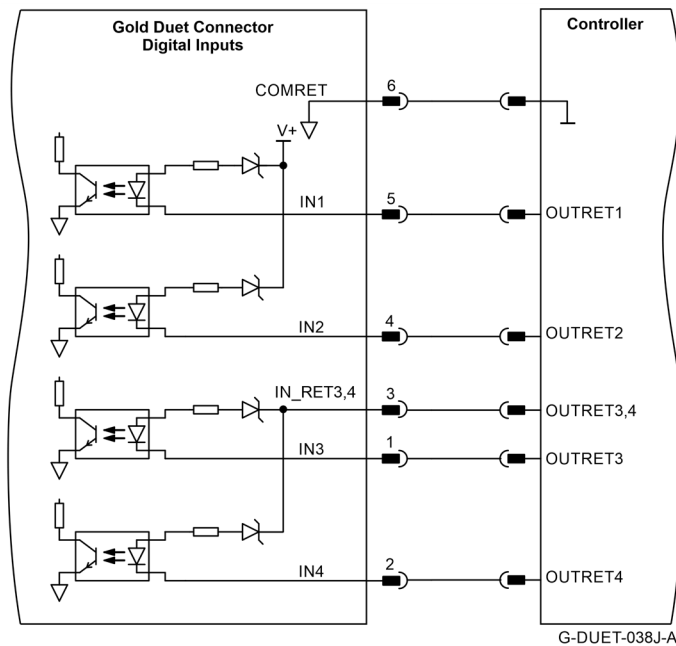 Gold Duet Connector
Digital Inputs
Controller
COMRET
6
V+
IN1
5
OUTRET1
IN2
4
OUTRET2
IN_RET3,4
3
OUTRET3,4
IN3
1
OUTRET3
IN4
2
OUTRET4
G-DUET-038J-A